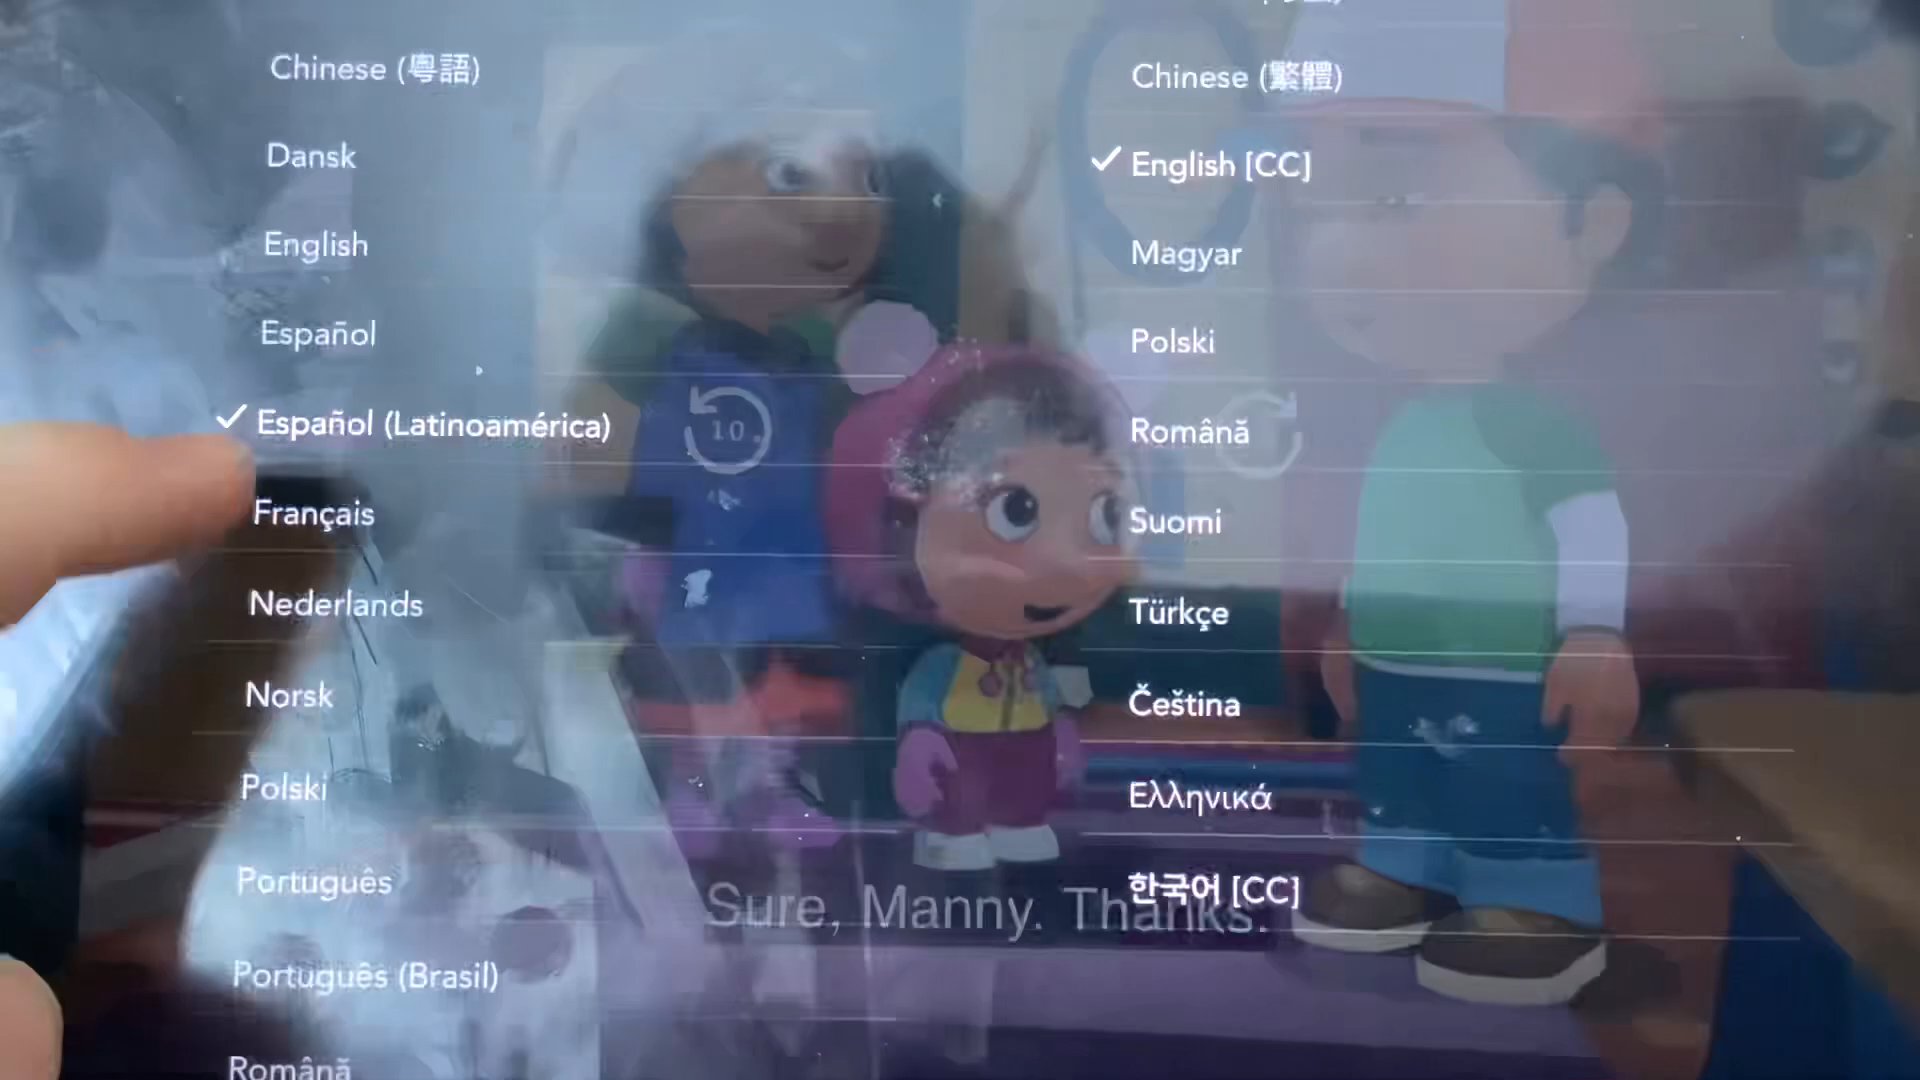 Chinese (粵語)
Dansk
English
Español
Español (Latinoamérica)
Français
Nederlands
Norsk
Polski
Português
Português (Brasil)
Română
Chinese (繁體)
English [CC]
Magyar
Polski
Română
Suomi
Türkçe
Čeština
Ελληνικά
한국어 [CC]
10
Sure, Manny. Thanks.